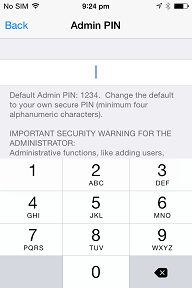 No SIM 9:24 pm
Back Admin PIN
Default Admin PIN: 1234. Change the default
to your own secure PIN (minimum four
alphanumeric characters).
IMPORTANT SECURITY WARNING FOR THE
ADMINISTRATOR:
Administrative functions, like adding users,
1 2 3
ABC DEF
4 5 6
GHI JKL MNO
7 8 9
PQRS TUV WXYZ
0